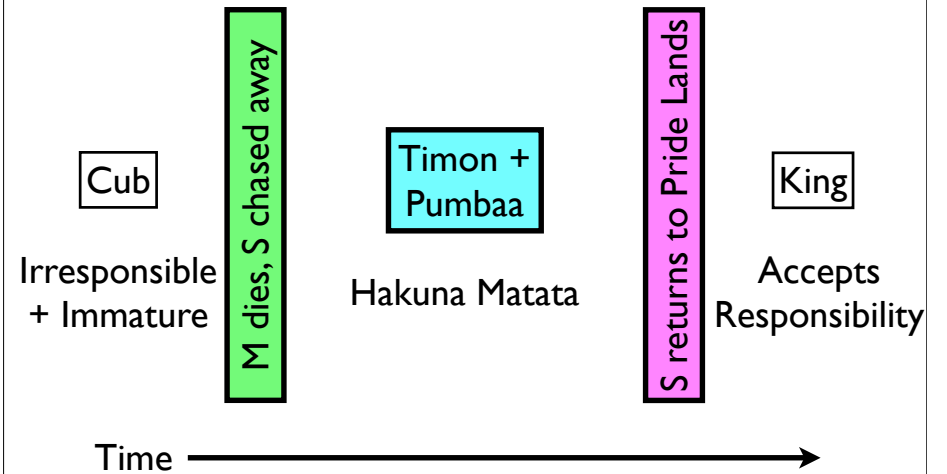 Cub
Irresponsible
+ Immature
M dies, S chased away
Timon +
Pumbaa
Hakuna Matata
S returns to Pride Lands
King
Accepts
Responsibility
Time